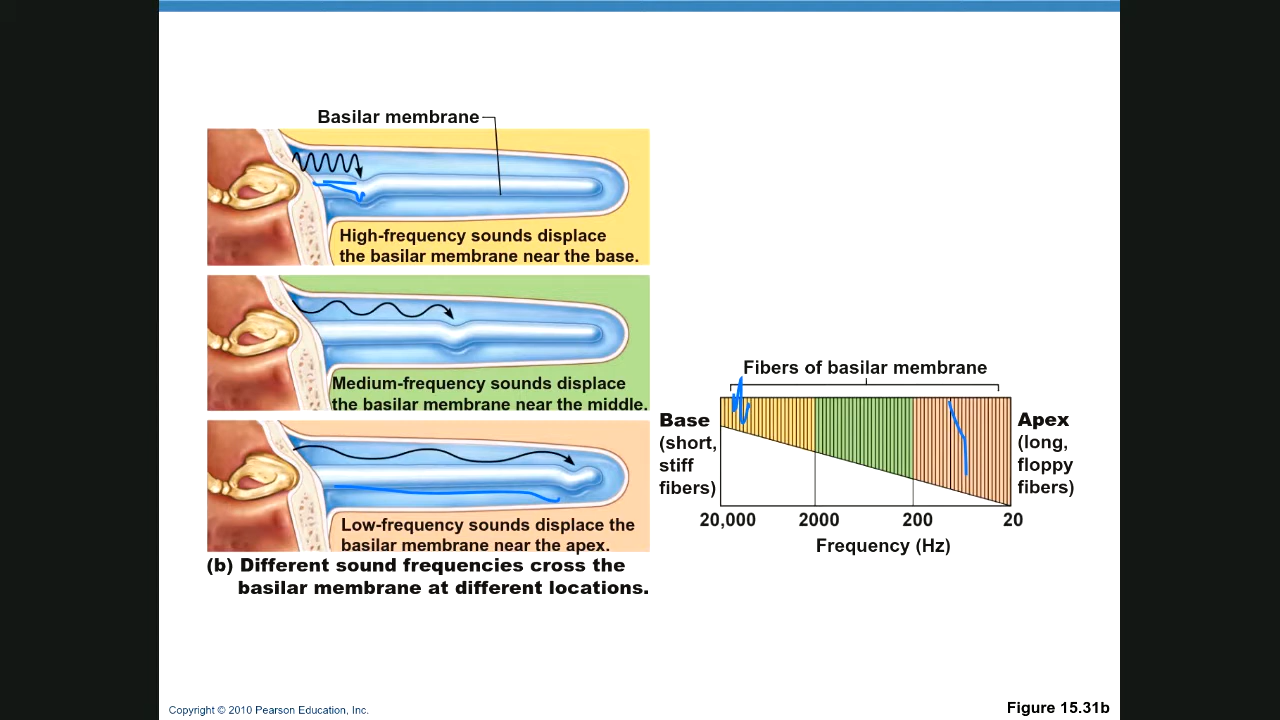 Basilar membrane
High-frequency sounds displace
the basilar membrane near the base.
Medium-frequency sounds displace
the basilar membrane near the middle.
Low-frequency sounds displace the
basilar membrane near the apex.
(b) Different sound frequencies cross the
basilar membrane at different locations.
Fibers of basilar membrane
Base
(short,
stiff
fibers)
Apex
(long,
floppy
fibers)
20,000 2000 200 20
Frequency (Hz)
Copyright © 2010 Pearson Education, Inc.
Figure 15.31b